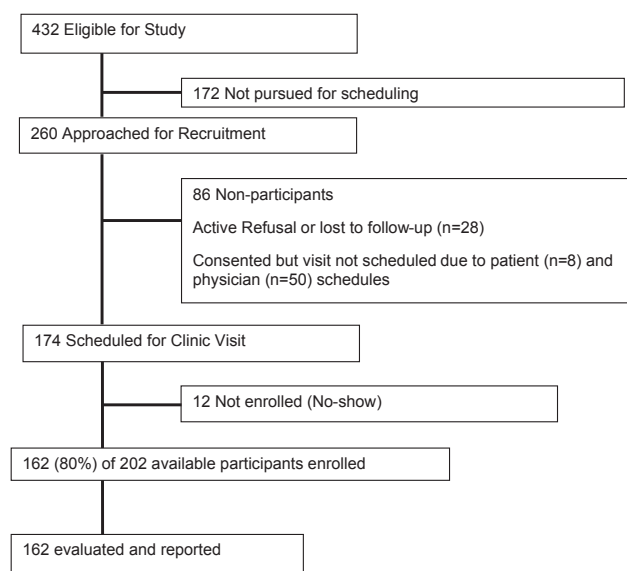 432 Eligible for Study
172 Not pursued for scheduling
260 Approached for Recruitment
86 Non-participants
Active Refusal or lost to follow-up (n=28)
Consented but visit not scheduled due to patient (n=8) and
physician (n=50) schedules
174 Scheduled for Clinic Visit
12 Not enrolled (No-show)
162 (80%) of 202 available participants enrolled
162 evaluated and reported